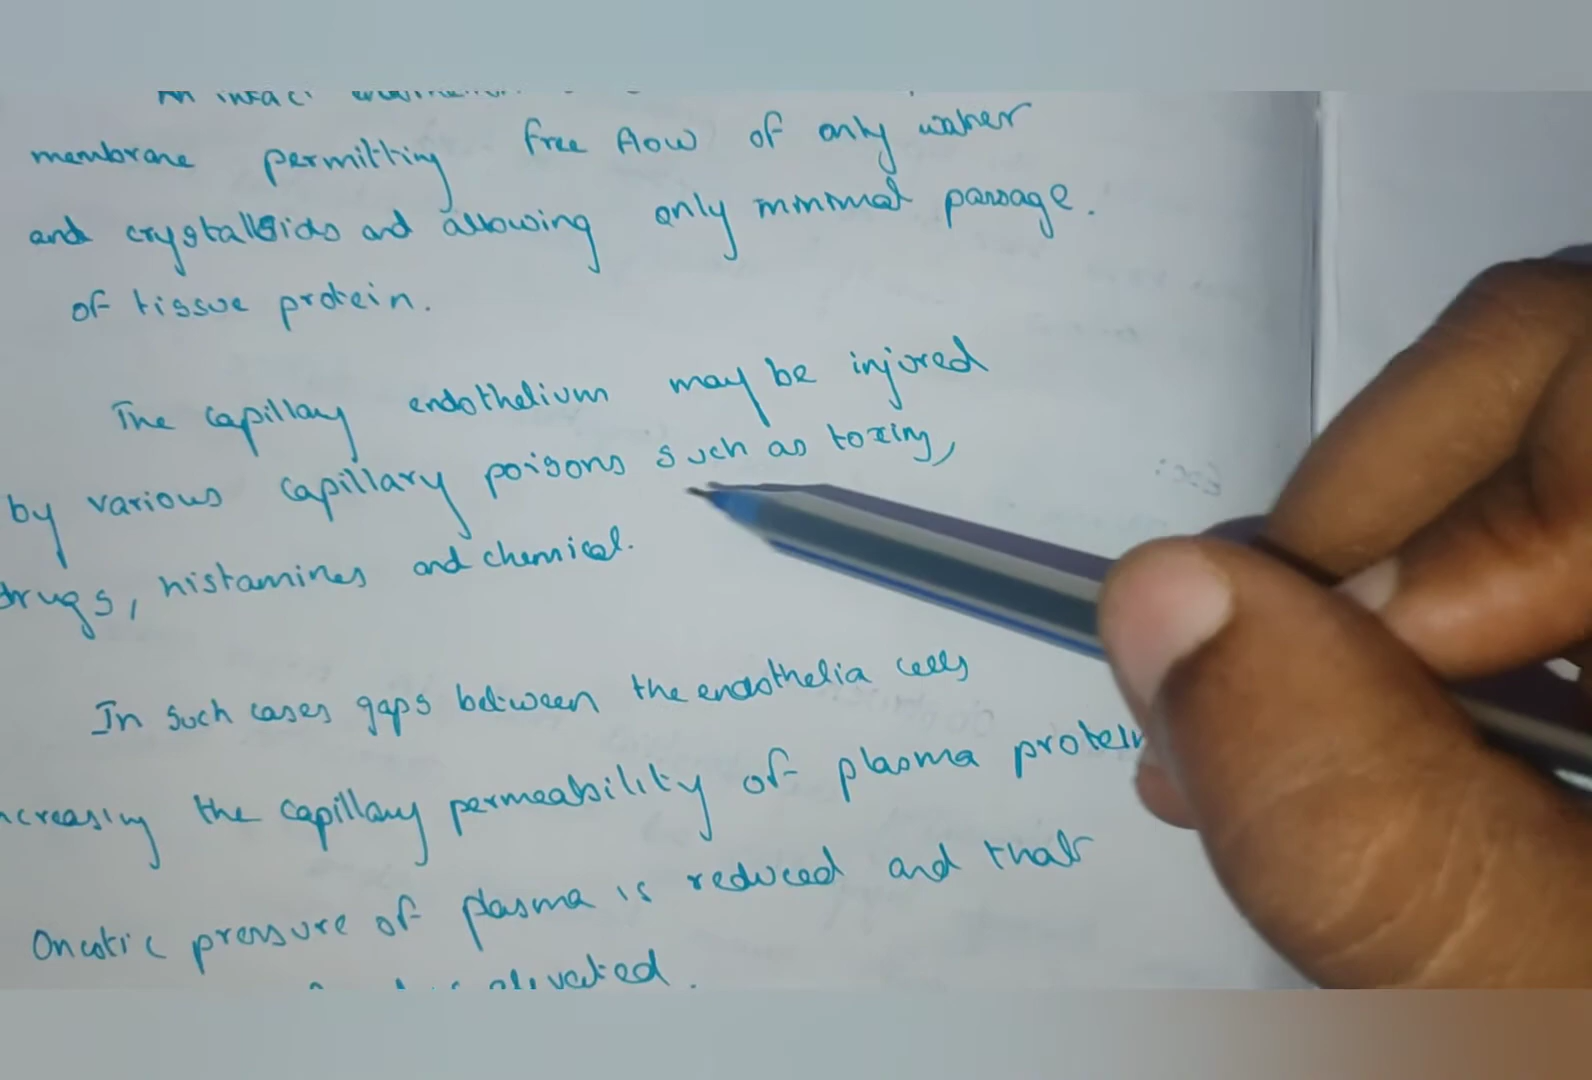 membrane permitting free flow of only water
and crystalloids and allowing only minimal passage.
of tissue protein.
The capillary endothelium may be injured
by various capillary poisons such as toxins,
drugs, histamines and chemical.
In such cases gaps between the endothelia cells
ncreasing the capillary permeability of plasma protein
Oncotic pressure of plasma is reduced and that